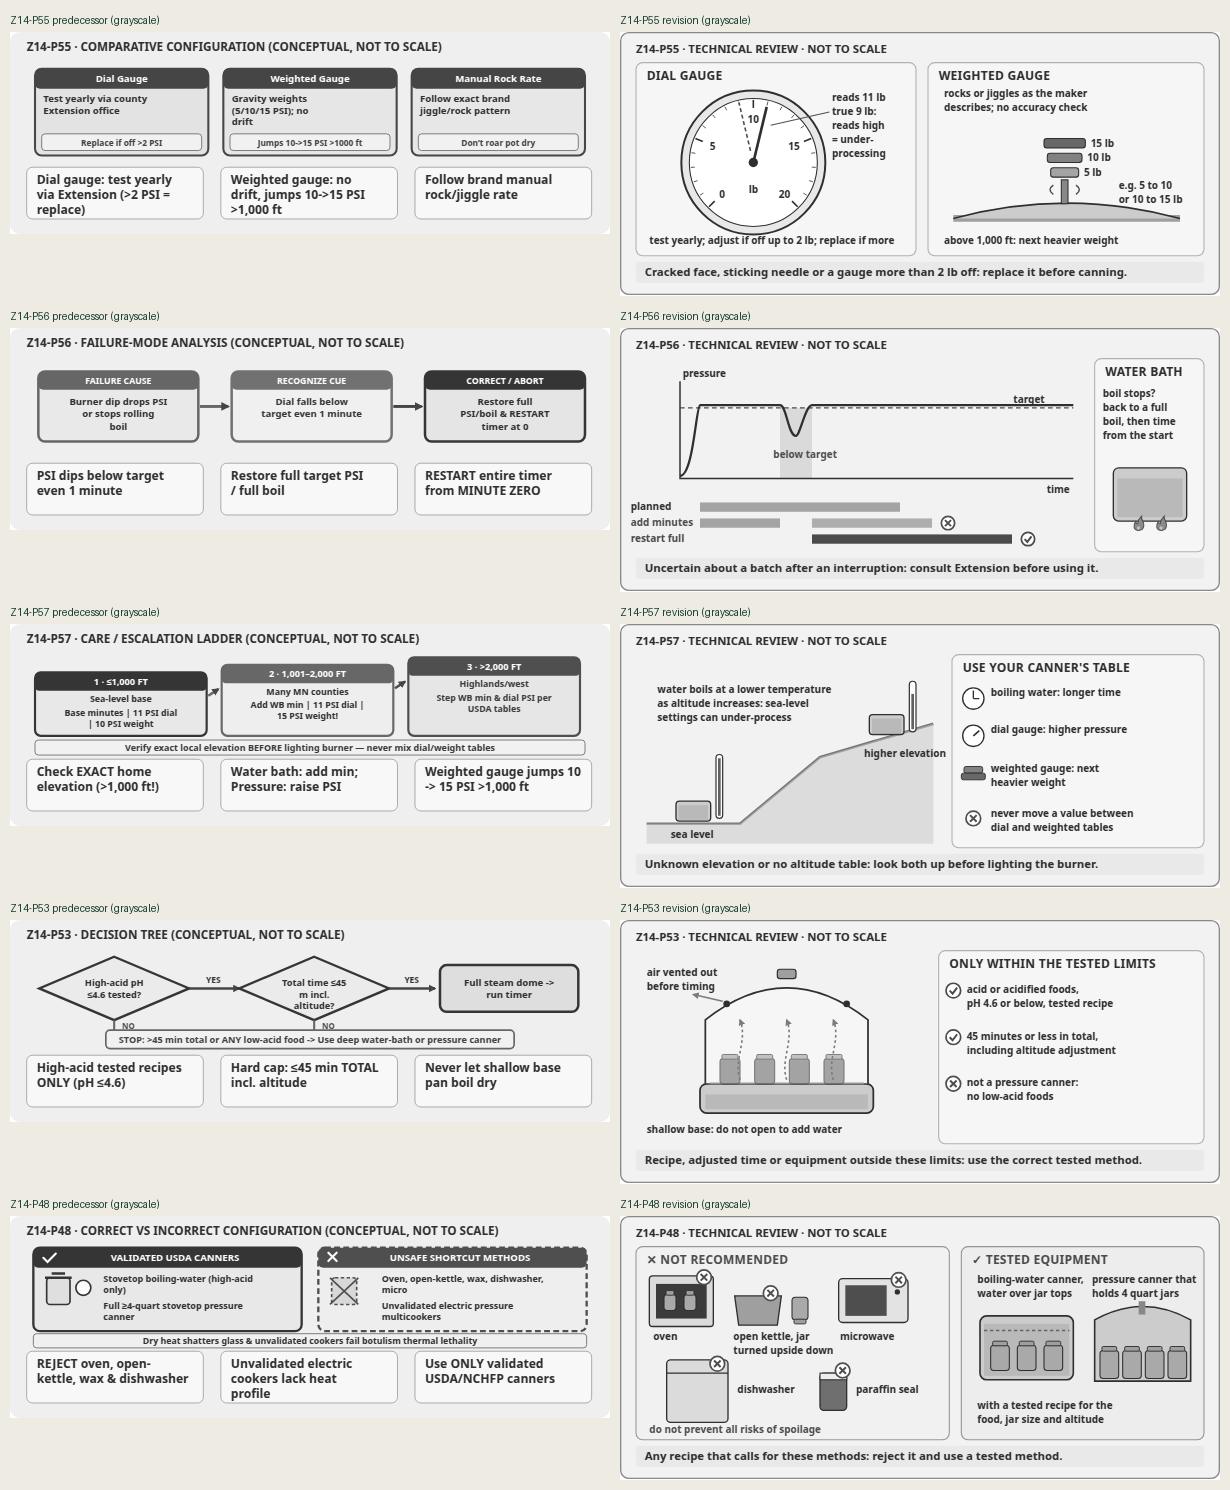 Z14-P55 predecessor (grayscale)
Z14-P55 · COMPARATIVE CONFIGURATION (CONCEPTUAL, NOT TO SCALE)
Dial Gauge
Test yearly via county
Extension office
Replace if off >2 PSI
Weighted Gauge
Gravity weights
(5/10/15 PSI); no
drift
Jumps 10->15 PSI >1000 ft
Manual Rock Rate
Follow exact brand
jiggle/rock pattern
Don't roar pot dry
Dial gauge: test yearly
via Extension (>2 PSI =
replace)
Weighted gauge: no
drift, jumps 10->15 PSI
>1,000 ft
Follow brand manual
rock/jiggle rate
Z14-P55 revision (grayscale)
Z14-P55 · TECHNICAL REVIEW · NOT TO SCALE
DIAL GAUGE
0
5
10
15
20
lb
reads 11 lb
true 9 lb:
reads high
= under-
processing
test yearly; adjust if off up to 2 lb; replace if more
WEIGHTED GAUGE
rocks or jiggles as the maker
describes; no accuracy check
15 lb
10 lb
5 lb
e.g. 5 to 10
or 10 to 15 lb
above 1,000 ft: next heavier weight
Cracked face, sticking needle or a gauge more than 2 lb off: replace it before canning.
Z14-P56 predecessor (grayscale)
Z14-P56 · FAILURE-MODE ANALYSIS (CONCEPTUAL, NOT TO SCALE)
FAILURE CAUSE
Burner dip drops PSI
or stops rolling
boil
RECOGNIZE CUE
Dial falls below
target even 1 minute
CORRECT / ABORT
Restore full
PSI/boil & RESTART
timer at 0
PSI dips below target
even 1 minute
Restore full target PSI
/ full boil
RESTART entire timer
from MINUTE ZERO
Z14-P56 revision (grayscale)
Z14-P56 · TECHNICAL REVIEW · NOT TO SCALE
pressure
target
below target
time
planned
add minutes
restart full
WATER BATH
boil stops?
back to a full
boil, then time
from the start
Uncertain about a batch after an interruption: consult Extension before using it.
Z14-P57 predecessor (grayscale)
Z14-P57 · CARE / ESCALATION LADDER (CONCEPTUAL, NOT TO SCALE)
1 · ≤1,000 FT
Sea-level base
Base minutes | 11 PSI dial
| 10 PSI weight
2 · 1,001–2,000 FT
Many MN counties
Add WB min | 11 PSI dial |
15 PSI weight!
3 · >2,000 FT
Highlands/west
Step WB min & dial PSI per
USDA tables
Verify exact local elevation BEFORE lighting burner — never mix dial/weight tables
Check EXACT home
elevation (>1,000 ft!)
Water bath: add min;
Pressure: raise PSI
Weighted gauge jumps 10
-> 15 PSI >1,000 ft
Z14-P57 revision (grayscale)
Z14-P57 · TECHNICAL REVIEW · NOT TO SCALE
water boils at a lower temperature
as altitude increases: sea-level
settings can under-process
higher elevation
sea level
USE YOUR CANNER'S TABLE
boiling water: longer time
dial gauge: higher pressure
weighted gauge: next
heavier weight
never move a value between
dial and weighted tables
Unknown elevation or no altitude table: look both up before lighting the burner.
Z14-P53 predecessor (grayscale)
Z14-P53 · DECISION TREE (CONCEPTUAL, NOT TO SCALE)
High-acid pH
≤4.6 tested?
YES
Total time ≤45
m incl.
altitude?
YES
Full steam dome ->
run timer
NO
NO
STOP: >45 min total or ANY low-acid food -> Use deep water-bath or pressure canner
High-acid tested recipes
ONLY (pH ≤4.6)
Hard cap: ≤45 min TOTAL
incl. altitude
Never let shallow base
pan boil dry
Z14-P53 revision (grayscale)
Z14-P53 · TECHNICAL REVIEW · NOT TO SCALE
air vented out
before timing
shallow base: do not open to add water
ONLY WITHIN THE TESTED LIMITS
acid or acidified foods,
pH 4.6 or below, tested recipe
45 minutes or less in total,
including altitude adjustment
not a pressure canner:
no low-acid foods
Recipe, adjusted time or equipment outside these limits: use the correct tested method.
Z14-P48 predecessor (grayscale)
Z14-P48 · CORRECT VS INCORRECT CONFIGURATION (CONCEPTUAL, NOT TO SCALE)
VALIDATED USDA CANNERS
Stovetop boiling-water (high-acid
only)
Full ≥4-quart stovetop pressure
canner
UNSAFE SHORTCUT METHODS
Oven, open-kettle, wax, dishwasher,
micro
Unvalidated electric pressure
multicookers
Dry heat shatters glass & unvalidated cookers fail botulism thermal lethality
REJECT oven, open-
kettle, wax & dishwasher
Unvalidated electric
cookers lack heat
profile
Use ONLY validated
USDA/NCHFP canners
Z14-P48 revision (grayscale)
Z14-P48 · TECHNICAL REVIEW · NOT TO SCALE
✕ NOT RECOMMENDED
oven
open kettle, jar
turned upside down
microwave
dishwasher
paraffin seal
do not prevent all risks of spoilage
✓ TESTED EQUIPMENT
boiling-water canner,
water over jar tops
pressure canner that
holds 4 quart jars
with a tested recipe for the
food, jar size and altitude
Any recipe that calls for these methods: reject it and use a tested method.